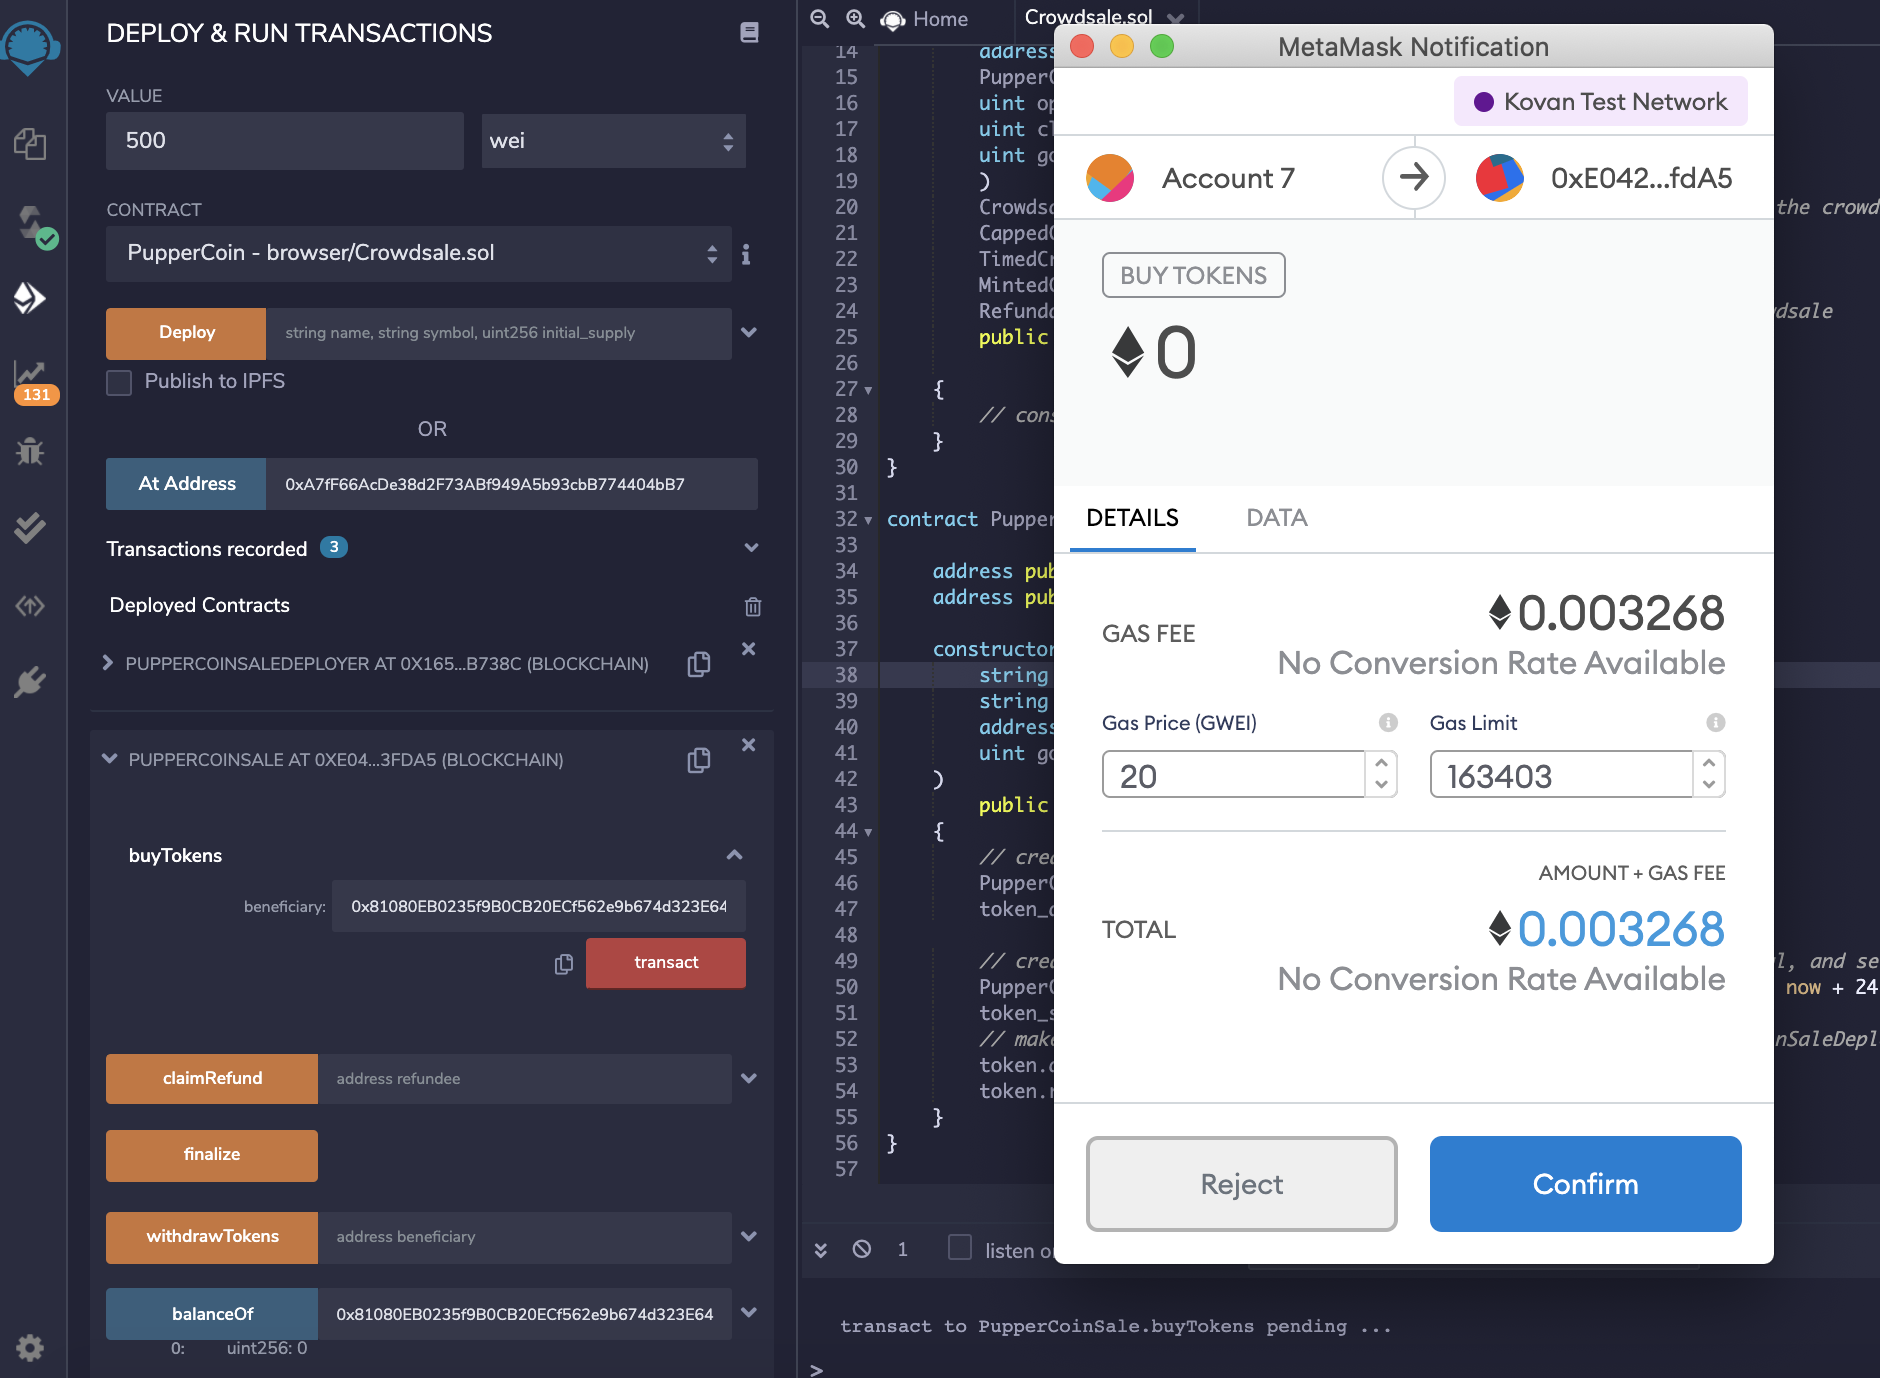 DEPLOY & RUN TRANSACTIONS
VALUE
500
wei
CONTRACT
PupperCoin - browser/Crowdsale.sol
i
Deploy
string name, string symbol, uint256 initial_supply
Publish to IPFS
131
OR
At Address
0xA7fF66AcDe38d2F73ABf949A5b93cbB774404bB7
Transactions recorded 3
Deployed Contracts
PUPPERCOINSALEDEPLOYER AT 0X165...B738C (BLOCKCHAIN)
PUPPERCOINSALE AT 0XE04...3FDA5 (BLOCKCHAIN)
buyTokens
beneficiary: 0x81080EB0235f9B0CB20ECf562e9b674d323E64
transact
claimRefund
address refundee
finalize
withdrawTokens
address beneficiary
balanceOf
0x81080EB0235f9B0CB20ECf562e9b674d323E64
0: uint256: 0
Home
Crowdsale.sol
14 address
15 Pupper
16 uint op
17 uint cl
18 uint go
19 )
20 Crowdsa the crowd
21 Capped
22 TimedCr
23 Minted
24 Refunda wdsale
25 public
26
27 {
28 // cons
29 }
30 }
31
32 contract Pupper
33
34 address pub
35 address pub
36
37 constructor
38 string
39 string
40 address
41 uint go
42 )
43 public
44 {
45 // crea
46 Pupper
47 token_a
48
49 // crea l, and se
50 Pupper now + 24
51 token_s
52 // make nSaleDepl
53 token.a
54 token.r
55 }
56 }
57
1 listen o
transact to PupperCoinSale.buyTokens pending ...
>
MetaMask Notification
Kovan Test Network
Account 7
0xE042...fdA5
BUY TOKENS
0
DETAILS
DATA
GAS FEE
0.003268
No Conversion Rate Available
Gas Price (GWEI)
Gas Limit
20
163403
AMOUNT + GAS FEE
TOTAL
0.003268
No Conversion Rate Available
Reject
Confirm